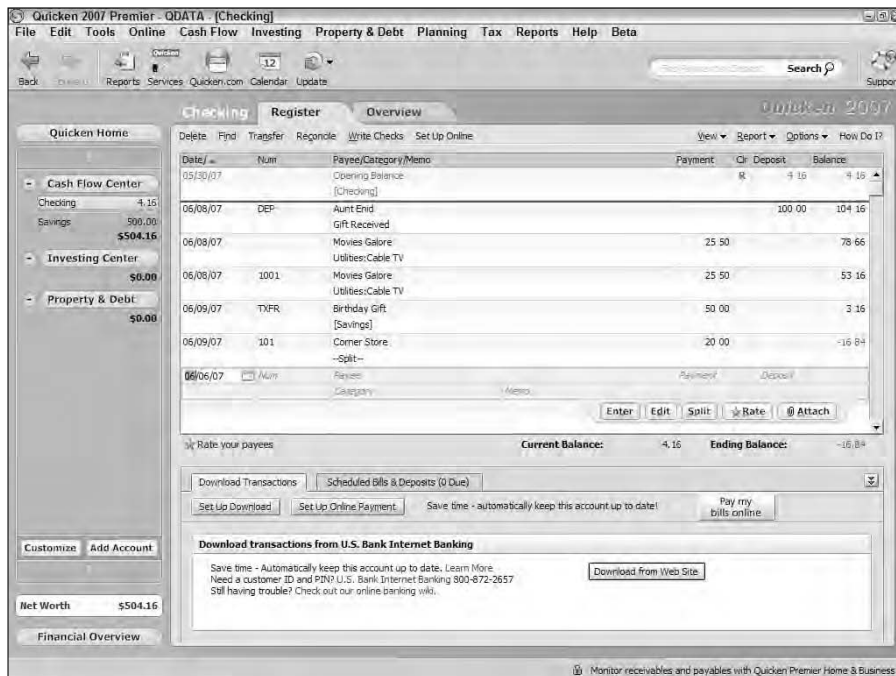 Quicken 2007 Premier - QDATA - [Checking]
File Edit Tools Online Cash Flow Investing Property & Debt Planning Tax Reports Help Beta
Back Reports Services Quicken.com Calendar Update Search Support
Checking Register Overview Quicken 2007
Quicken Home
Delete Find Transfer Reconcile Write Checks Set Up Online View Report Options How Do I?
Date/ Num Payee/Category/Memo Payment Clr Deposit Balance
05/30/07 Opening Balance R 4 16 4 16
[Checking]
Cash Flow Center
Checking 4.16
Savings 500.00
$504.16
Investing Center
$0.00
Property & Debt
$0.00
06/08/07 DEP Aunt Enid 100 00 104 16
Gift Received
06/08/07 Movies Galore 25 50 78 66
Utilities:Cable TV
06/08/07 1001 Movies Galore 25 50 53 16
Utilities:Cable TV
06/09/07 TXFR Birthday Gift 50 00 3 16
[Savings]
06/09/07 101 Corner Store 20 00 -16 84
--Split--
06/06/07 Num Payee Payment Deposit
Category Memo
Enter Edit Split Rate Attach
Rate your payees Current Balance: 4.16 Ending Balance: -16.84
Download Transactions Scheduled Bills & Deposits (0 Due)
Set Up Download Set Up Online Payment Save time - automatically keep this account up to date! Pay my bills online
Customize Add Account
Download transactions from U.S. Bank Internet Banking
Save time - Automatically keep this account up to date. Learn More
Need a customer ID and PIN? U.S. Bank Internet Banking 800-872-2657
Still having trouble? Check out our online banking wiki.
Download from Web Site
Net Worth $504.16
Financial Overview
Monitor receivables and payables with Quicken Premier Home & Business